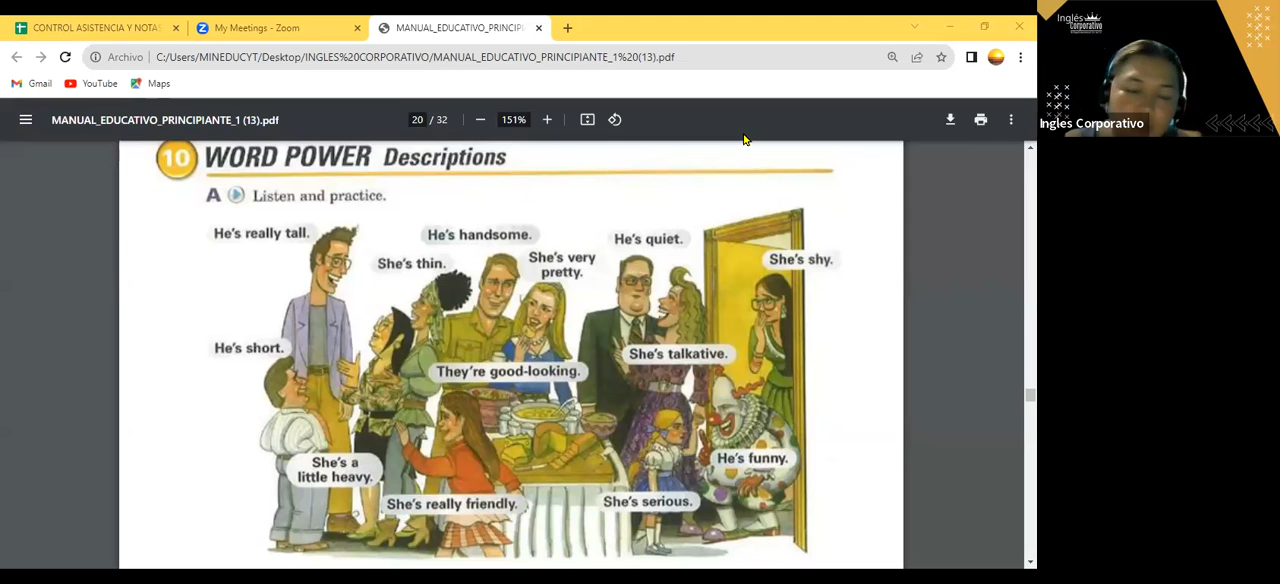 CONTROL ASISTENCIA Y NOTAS
My Meetings - Zoom
MANUAL_EDUCATIVO_PRINCIPI
Archivo
C:/Users/MINEDUCYT/Desktop/INGLES%20CORPORATIVO/MANUAL_EDUCATIVO_PRINCIPIANTE_1%20(13).pdf
Gmail
YouTube
Maps
MANUAL_EDUCATIVO_PRINCIPIANTE_1 (13).pdf
20 / 32
151%
10 WORD POWER Descriptions
A Listen and practice.
He's really tall.
He's handsome.
He's quiet.
She's thin.
She's very
pretty.
She's shy.
He's short.
She's talkative.
They're good-looking.
She's a
little heavy.
He's funny.
She's really friendly.
She's serious.
Inglés
Corporativo
Ingles Corporativo